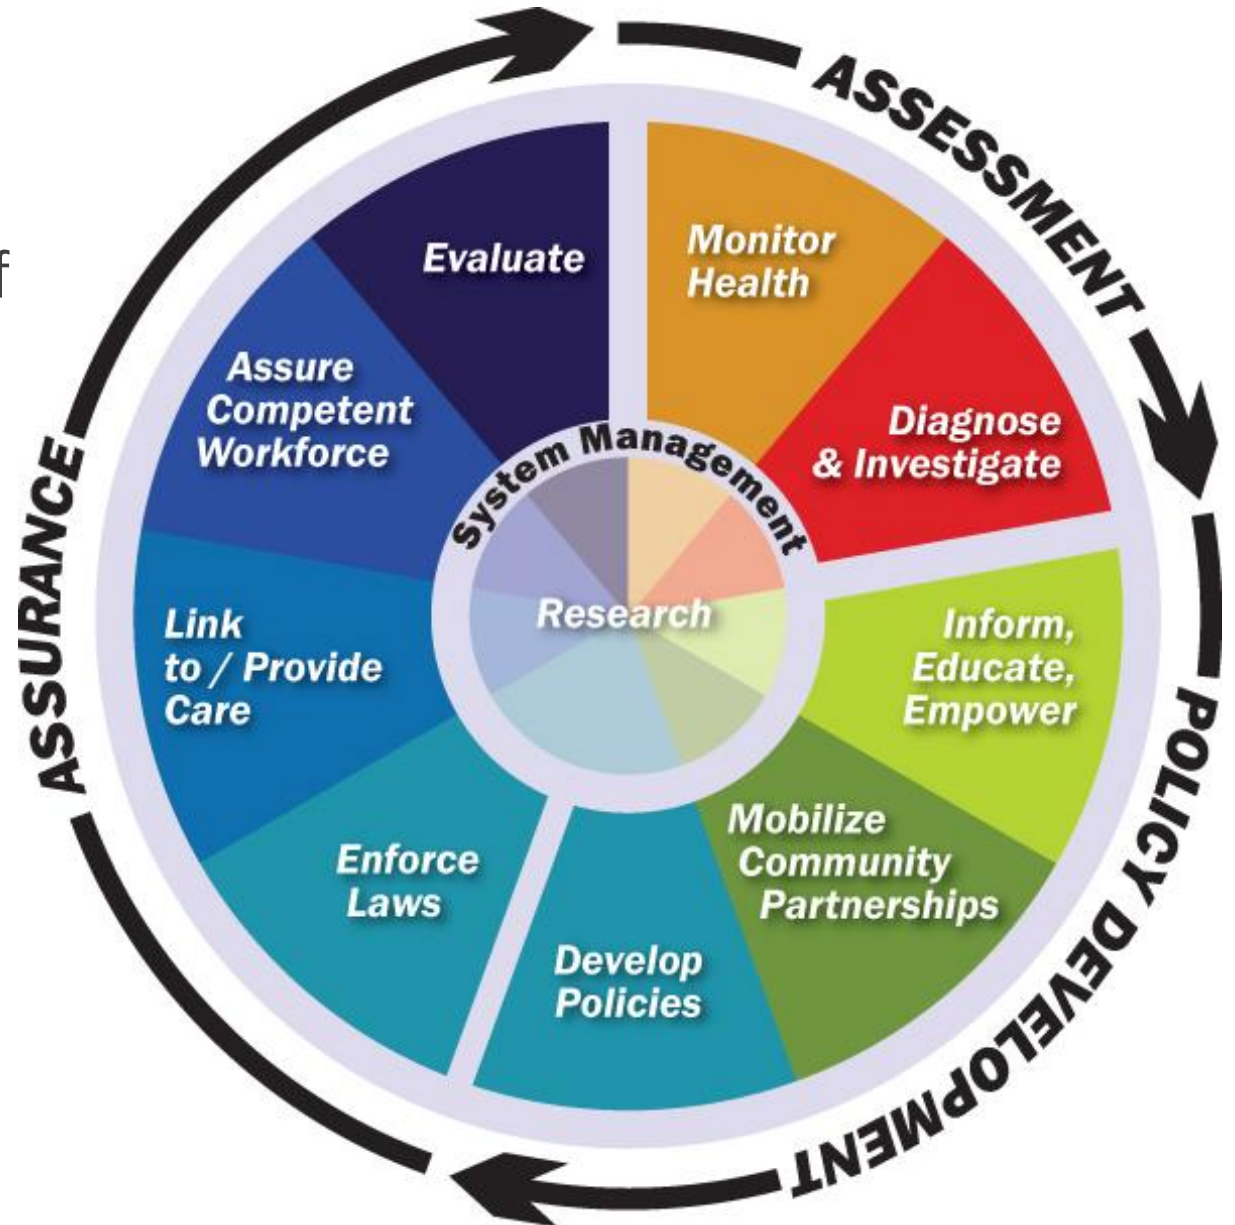 f
ASSESSMENT
POLICY DEVELOPMENT
ASSURANCE
Monitor
Health
Diagnose
& Investigate
Inform,
Educate,
Empower
Mobilize
Community
Partnerships
Develop
Policies
Enforce
Laws
Link
to / Provide
Care
Assure
Competent
Workforce
Evaluate
System Management
Research